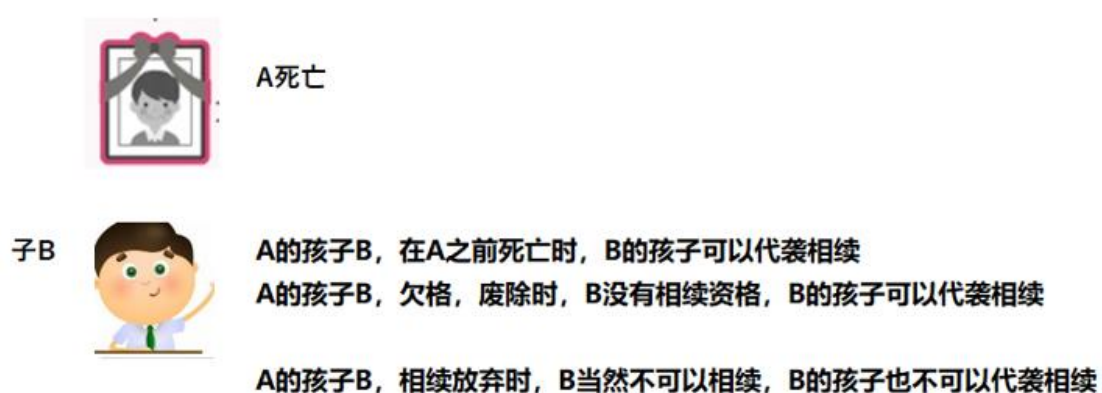 A死亡
子B
A的孩子B，在A之前死亡时，B的孩子可以代袭相续
A的孩子B，欠格，废除时，B没有相续资格，B的孩子可以代袭相续
A的孩子B，相续放弃时，B当然不可以相续，B的孩子也不可以代袭相续